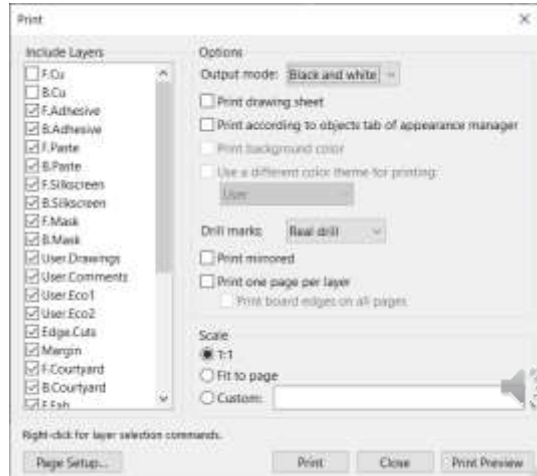 Print
Include Layers
F.Cu
B.Cu
F.Adhesive
B.Adhesive
F.Paste
B.Paste
F.Silkscreen
B.Silkscreen
F.Mask
B.Mask
User.Drawings
User.Comments
User.Eco1
User.Eco2
Edge.Cuts
Margin
F.Courtyard
B.Courtyard
F.Fab
Options
Output mode: Black and white
Print drawing sheet
Print according to objects tab of appearance manager
Print background color
Use a different color theme for printing:
User
Drill marks: Real drill
Print mirrored
Print one page per layer
Print board edges on all pages
Scale
1:1
Fit to page
Custom:
Right-click for layer selection commands.
Page Setup... Print Close Print Preview